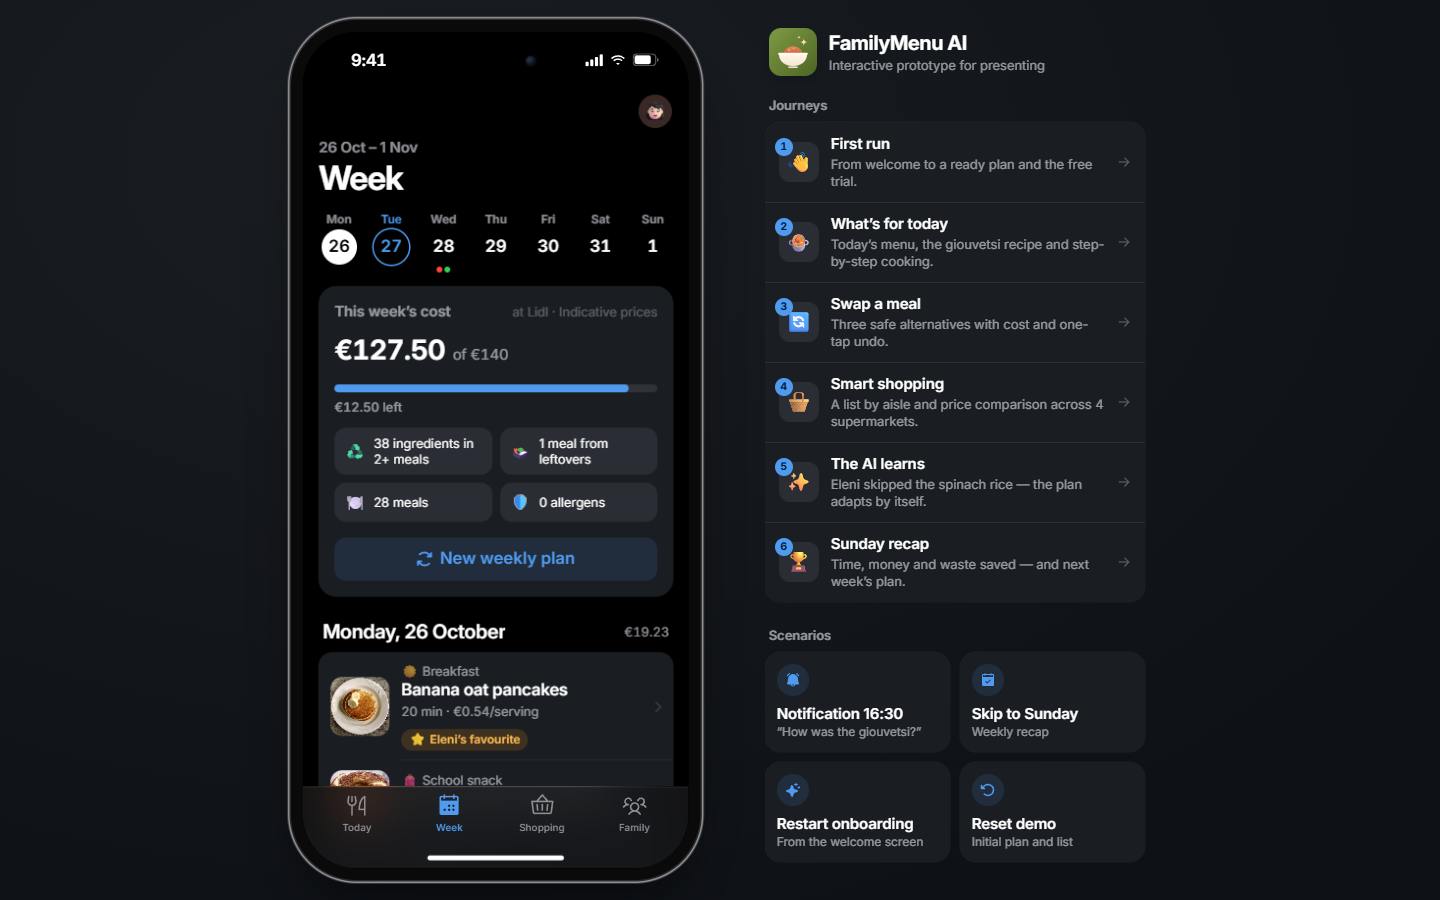 9:41
26 Oct – 1 Nov
Week
Mon Tue Wed Thu Fri Sat Sun
26 27 28 29 30 31 1
This week's cost
at Lidl · Indicative prices
€127.50 of €140
€12.50 left
38 ingredients in
2+ meals
1 meal from
leftovers
28 meals
0 allergens
New weekly plan
Monday, 26 October
€19.23
Breakfast
Banana oat pancakes
20 min · €0.54/serving
Eleni's favourite
School snack
Today
Week
Shopping
Family
FamilyMenu AI
Interactive prototype for presenting
Journeys
1
First run
From welcome to a ready plan and the free
trial.
2
What's for today
Today's menu, the giouvetsi recipe and step-
by-step cooking.
3
Swap a meal
Three safe alternatives with cost and one-
tap undo.
4
Smart shopping
A list by aisle and price comparison across 4
supermarkets.
5
The AI learns
Eleni skipped the spinach rice — the plan
adapts by itself.
6
Sunday recap
Time, money and waste saved — and next
week's plan.
Scenarios
Notification 16:30
“How was the giouvetsi?”
Skip to Sunday
Weekly recap
Restart onboarding
From the welcome screen
Reset demo
Initial plan and list